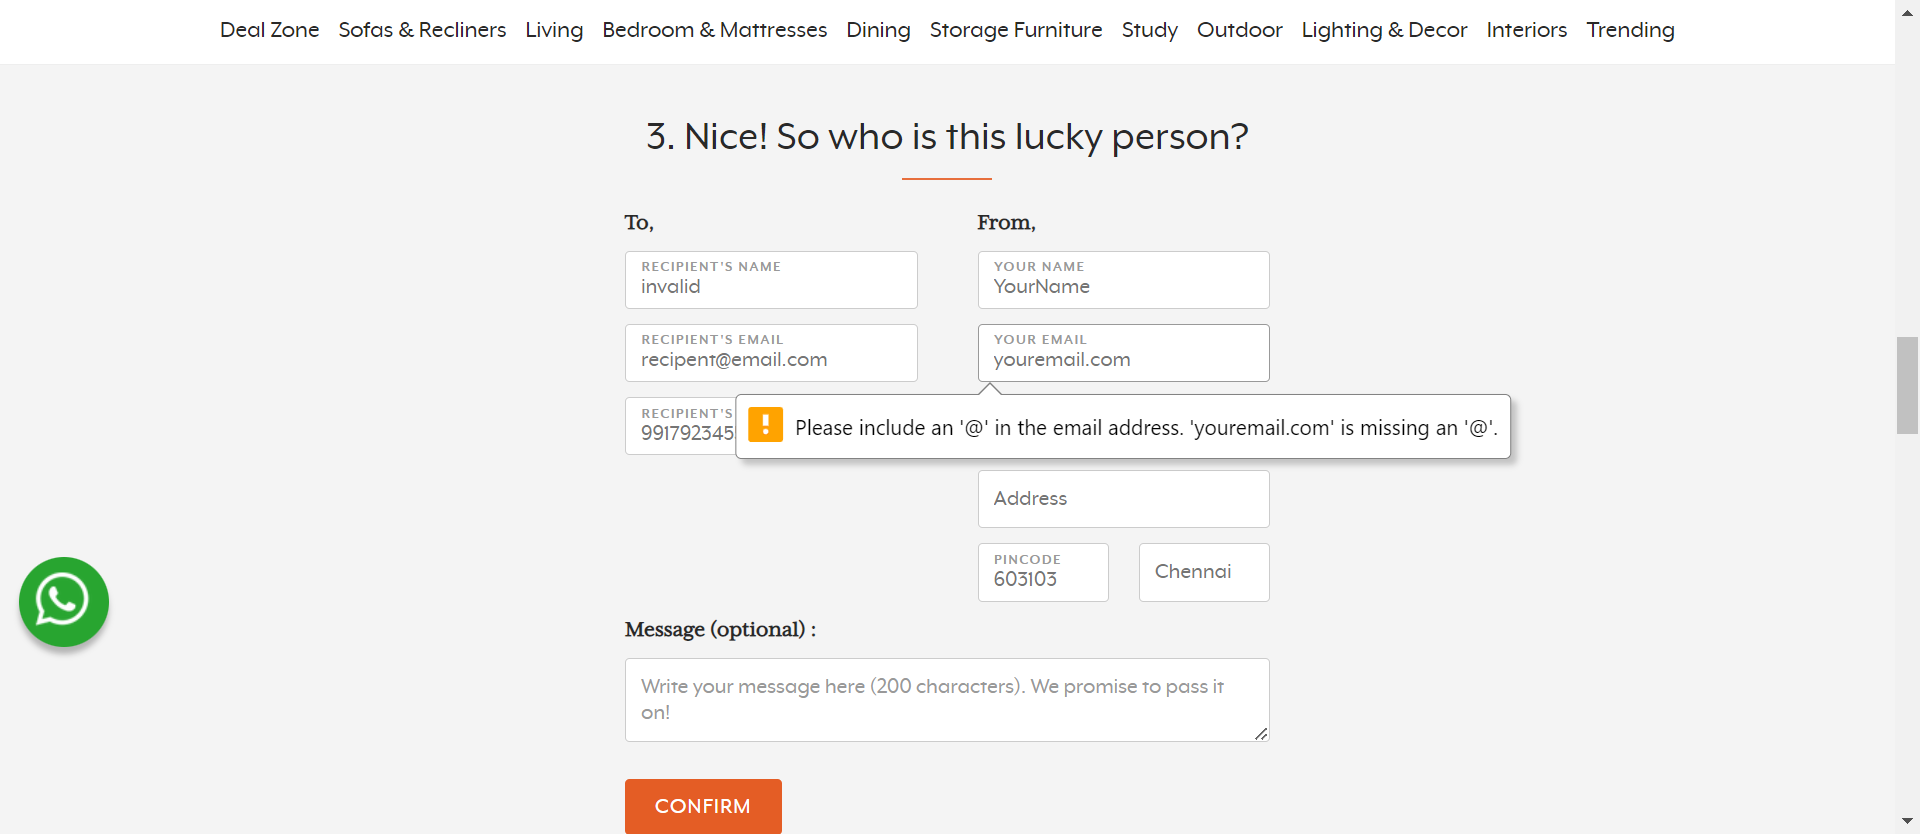 Deal Zone Sofas & Recliners Living Bedroom & Mattresses Dining Storage Furniture Study Outdoor Lighting & Decor Interiors Trending
3. Nice! So who is this lucky person?
To,
RECIPIENT'S NAME
invalid
RECIPIENT'S EMAIL
recipent@email.com
RECIPIENT'S
991792345
From,
YOUR NAME
YourName
YOUR EMAIL
youremail.com
Please include an '@' in the email address. 'youremail.com' is missing an '@'.
Address
PINCODE
603103
Chennai
Message (optional) :
Write your message here (200 characters). We promise to pass it
on!
CONFIRM